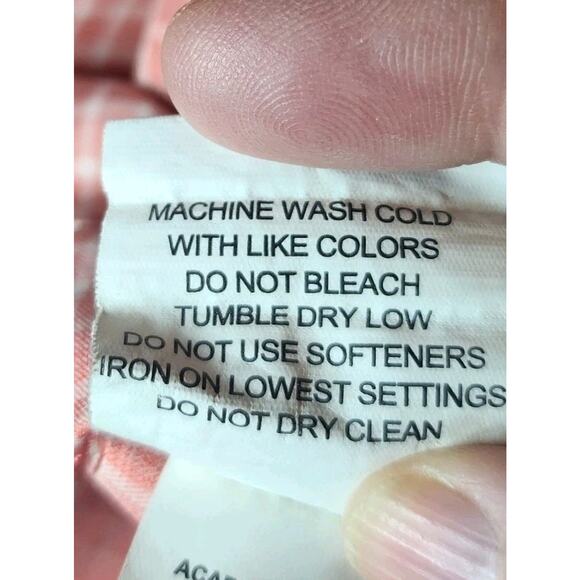 MACHINE WASH COLD
WITH LIKE COLORS
DO NOT BLEACH
TUMBLE DRY LOW
DO NOT USE SOFTENERS
IRON ON LOWEST SETTINGS
DO NOT DRY CLEAN